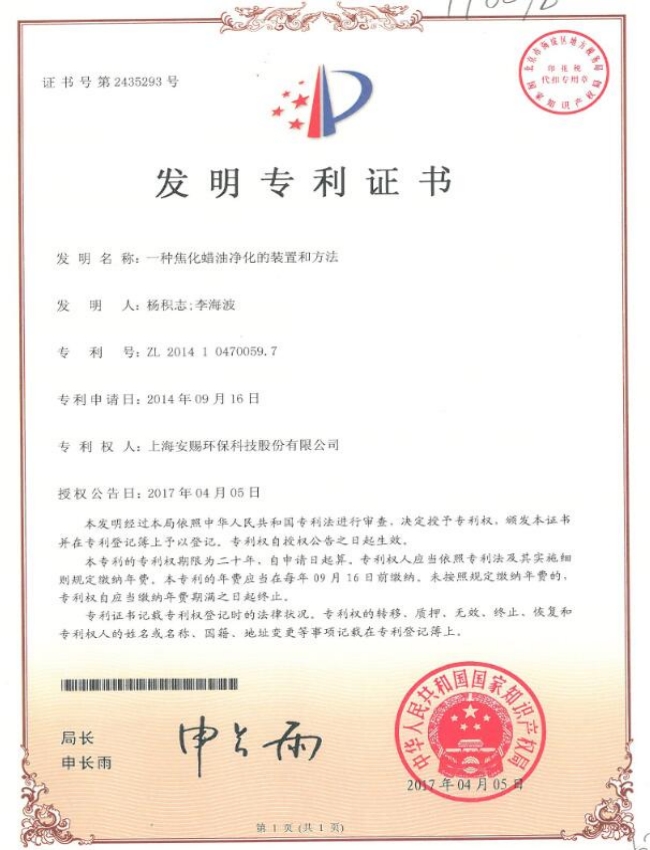 证书号第2435293号
国家知识产权局
印花税
代扣专用章
发明专利证书
发明名称：一种焦化蜡油净化的装置和方法
发明人：杨积志;李海波
专利号：ZL 2014 1 0470059.7
专利申请日：2014年09月16日
专利权人：上海安赐环保科技股份有限公司
授权公告日：2017年04月05日
本发明经过本局依照中华人民共和国专利法进行审查，决定授予专利权，颁发本证书
并在专利登记簿上予以登记。专利权自授权公告之日起生效。
本专利的专利权期限为二十年，自申请日起算。专利权人应当依照专利法及其实施细
则规定缴纳年费。本专利的年费应当在每年09月16日前缴纳。未按照规定缴纳年费的，
专利权自应当缴纳年费期满之日起终止。
专利证书记载专利权登记时的法律状况。专利权的转移、质押、无效、终止、恢复和
专利权人的姓名或名称、国籍、地址变更等事项记载在专利登记簿上。
局长
申长雨
申长雨
中华人民共和国国家知识产权局
2017年04月05日
第1页(共1页)